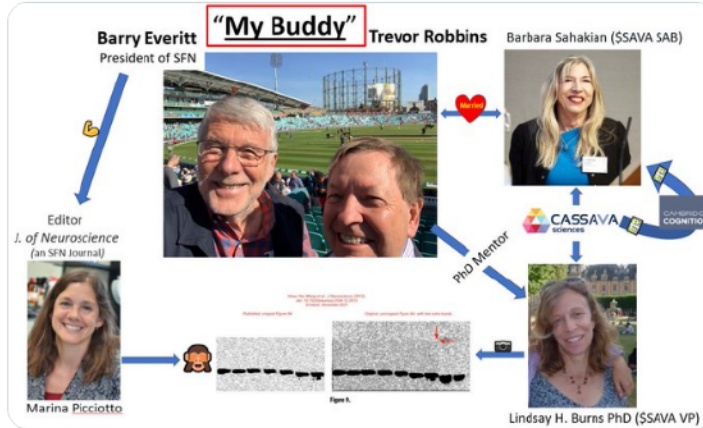 “My Buddy”
Barry Everitt
President of SFN
Trevor Robbins
Barbara Sahakian ($SAVA SAB)
Married
Editor
J. of Neuroscience
(an SFN Journal)
CASSAVA
sciences
CAMBRIDGE
COGNITION
PhD Mentor
Figure 9.
Marina Picciotto
Lindsay H. Burns PhD ($SAVA VP)